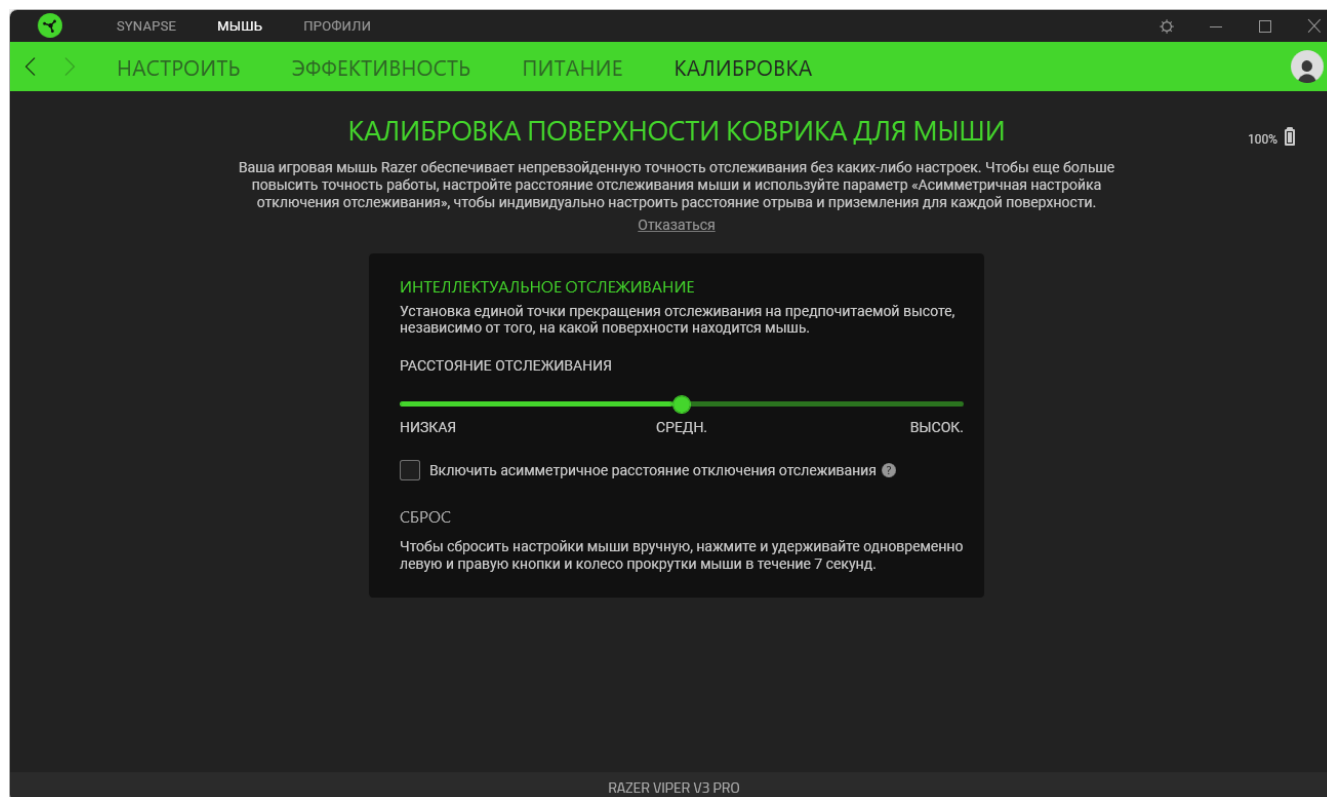 SYNAPSE МЫШЬ ПРОФИЛИ
НАСТРОИТЬ ЭФФЕКТИВНОСТЬ ПИТАНИЕ КАЛИБРОВКА
КАЛИБРОВКА ПОВЕРХНОСТИ КОВРИКА ДЛЯ МЫШИ
100%
Ваша игровая мышь Razer обеспечивает непревзойденную точность отслеживания без каких-либо настроек. Чтобы еще больше
повысить точность работы, настройте расстояние отслеживания мыши и используйте параметр «Асимметричная настройка
отключения отслеживания», чтобы индивидуально настроить расстояние отрыва и приземления для каждой поверхности.
Отказаться
ИНТЕЛЛЕКТУАЛЬНОЕ ОТСЛЕЖИВАНИЕ
Установка единой точки прекращения отслеживания на предпочитаемой высоте,
независимо от того, на какой поверхности находится мышь.
РАССТОЯНИЕ ОТСЛЕЖИВАНИЯ
НИЗКАЯ СРЕДН. ВЫСОК.
Включить асимметричное расстояние отключения отслеживания ?
СБРОС
Чтобы сбросить настройки мыши вручную, нажмите и удерживайте одновременно
левую и правую кнопки и колесо прокрутки мыши в течение 7 секунд.
RAZER VIPER V3 PRO